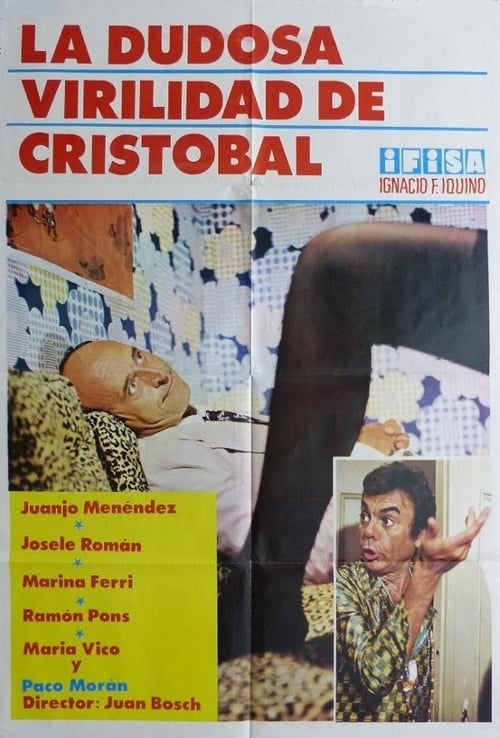 LA DUDOSA
VIRILIDAD DE
CRISTOBAL
iFiSA
IGNACIO F. IQUINO
Juanjo Menéndez
Josele Román
Marina Ferri
Ramón Pons
Maria Vico
y
Paco Morán
Director: Juan Bosch